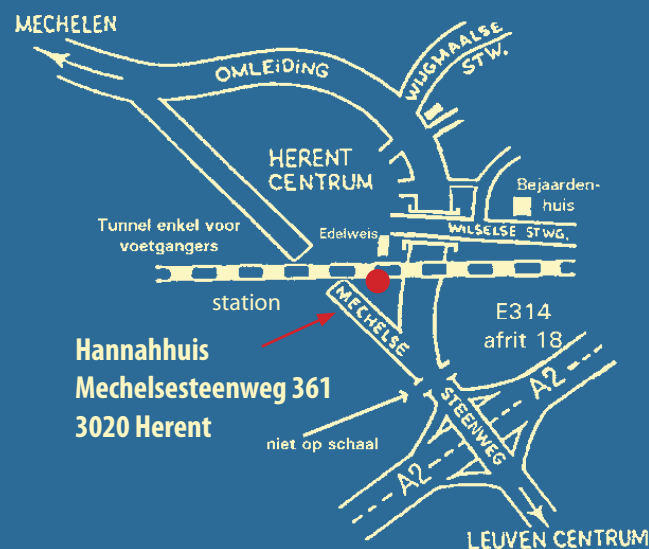 MECHELEN
OMLEIDING
WIJGMAALSE
STW.
HERENT
CENTRUM
Bejaarden-
huis
Tunnel enkel voor
voetgangers
Edelweis
WILSELSE STWG.
station
MECHELSE
E314
afrit 18
Hannahhuis
Mechelsesteenweg 361
3020 Herent
A2
STEENWEG
niet op schaal
A2
LEUVEN CENTRUM